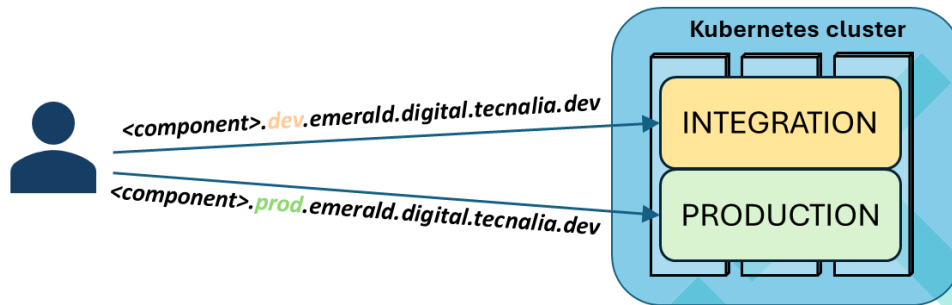 Kubernetes cluster
<component>.dev.emerald.digital.tecnalia.dev
INTEGRATION
<component>.prod.emerald.digital.tecnalia.dev
PRODUCTION